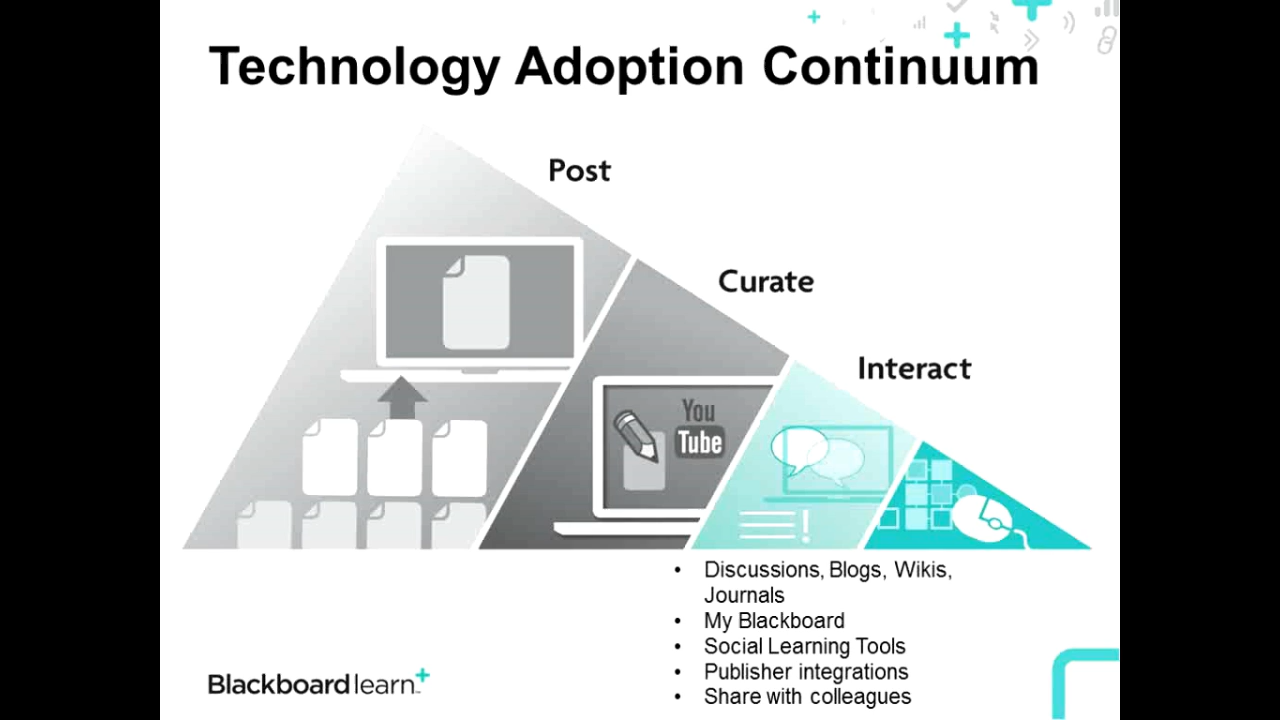 Technology Adoption Continuum
Post
Curate
Interact
You
Tube
• Discussions, Blogs, Wikis,
Journals
• My Blackboard
• Social Learning Tools
• Publisher integrations
• Share with colleagues
Blackboard learn